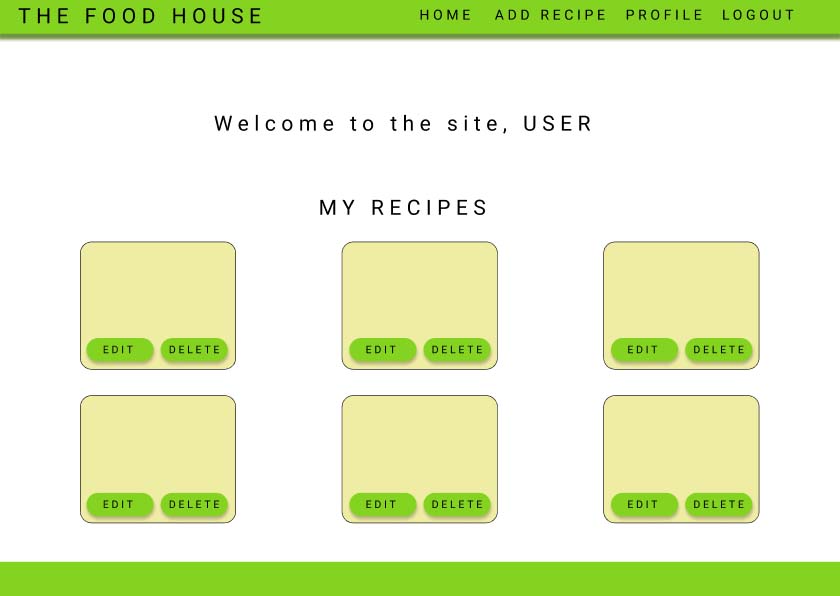 THE FOOD HOUSE HOME ADD RECIPE PROFILE LOGOUT
Welcome to the site, USER
MY RECIPES
EDIT DELETE EDIT DELETE EDIT DELETE
EDIT DELETE EDIT DELETE EDIT DELETE